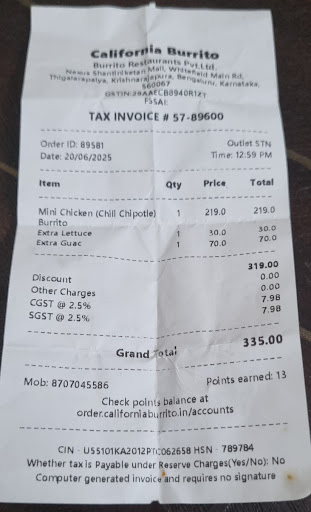 California Burrito
Burrito Restaurants Pvt.Ltd.
Nexus Shantiniketan Mall, Whitefield Main Rd,
Thigalarapalya, Krishnarajapura, Bengaluru, Karnataka,
560067
GSTIN:29AAECB8940R1ZY
FSSAI:
TAX INVOICE # 57-89600
Order ID: 89581 Outlet STN
Date: 20/06/2025 Time: 12:59 PM
Item Qty Price Total
Mini Chicken (Chili Chipotle) 1 219.0 219.0
Burrito
Extra Lettuce 1 30.0 30.0
Extra Guac 1 70.0 70.0
319.00
Discount 0.00
Other Charges 0.00
CGST @ 2.5% 7.98
SGST @ 2.5% 7.98
Grand Total 335.00
Mob: 8707045586 Points earned: 13
Check points balance at
order.californiaburrito.in/accounts
CIN - U55101KA2012PTC062658 HSN - 789784
Whether tax is Payable under Reserve Charges(Yes/No): No
Computer generated invoice and requires no signature